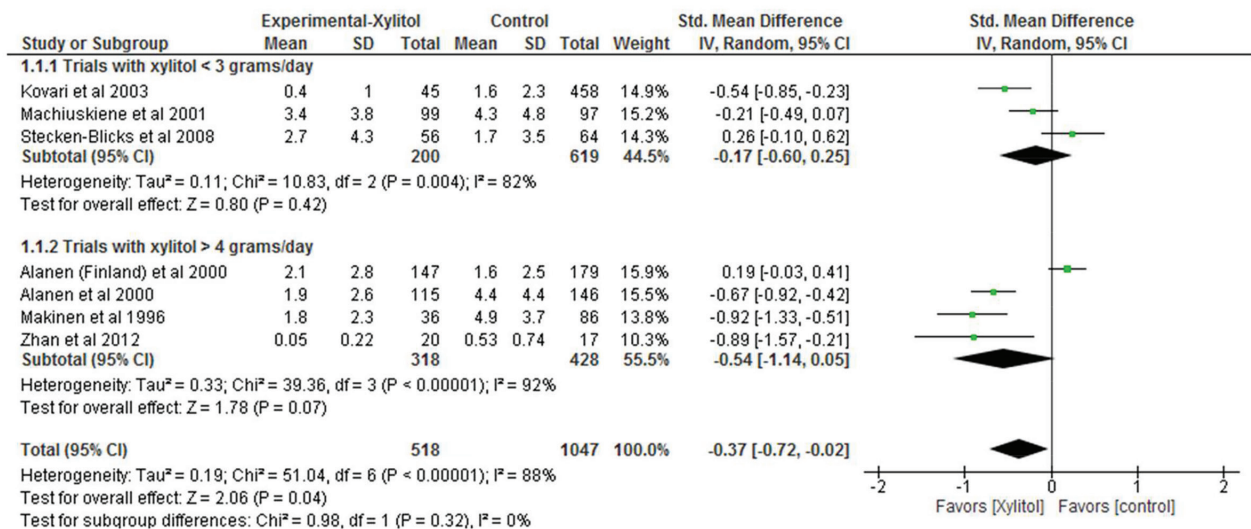 Experimental-Xylitol Control Std. Mean Difference Std. Mean Difference
Study or Subgroup Mean SD Total Mean SD Total Weight IV, Random, 95% CI IV, Random, 95% CI
1.1.1 Trials with xylitol < 3 grams/day
Kovari et al 2003 0.4 1 45 1.6 2.3 458 14.9% -0.54 [-0.85, -0.23]
Machiuskiene et al 2001 3.4 3.8 99 4.3 4.8 97 15.2% -0.21 [-0.49, 0.07]
Stecken-Blicks et al 2008 2.7 4.3 56 1.7 3.5 64 14.3% 0.26 [-0.10, 0.62]
Subtotal (95% CI) 200 619 44.5% -0.17 [-0.60, 0.25]
Heterogeneity: Tau² = 0.11; Chi² = 10.83, df = 2 (P = 0.004); I² = 82%
Test for overall effect: Z = 0.80 (P = 0.42)
1.1.2 Trials with xylitol > 4 grams/day
Alanen (Finland) et al 2000 2.1 2.8 147 1.6 2.5 179 15.9% 0.19 [-0.03, 0.41]
Alanen et al 2000 1.9 2.6 115 4.4 4.4 146 15.5% -0.67 [-0.92, -0.42]
Makinen et al 1996 1.8 2.3 36 4.9 3.7 86 13.8% -0.92 [-1.33, -0.51]
Zhan et al 2012 0.05 0.22 20 0.53 0.74 17 10.3% -0.89 [-1.57, -0.21]
Subtotal (95% CI) 318 428 55.5% -0.54 [-1.14, 0.05]
Heterogeneity: Tau² = 0.33; Chi² = 39.36, df = 3 (P < 0.00001); I² = 92%
Test for overall effect: Z = 1.78 (P = 0.07)
Total (95% CI) 518 1047 100.0% -0.37 [-0.72, -0.02]
Heterogeneity: Tau² = 0.19; Chi² = 51.04, df = 6 (P < 0.00001); I² = 88%
Test for overall effect: Z = 2.06 (P = 0.04)
Test for subgroup differences: Chi² = 0.98, df = 1 (P = 0.32), I² = 0%
-2 -1 0 1 2
Favors [Xylitol] Favors [control]